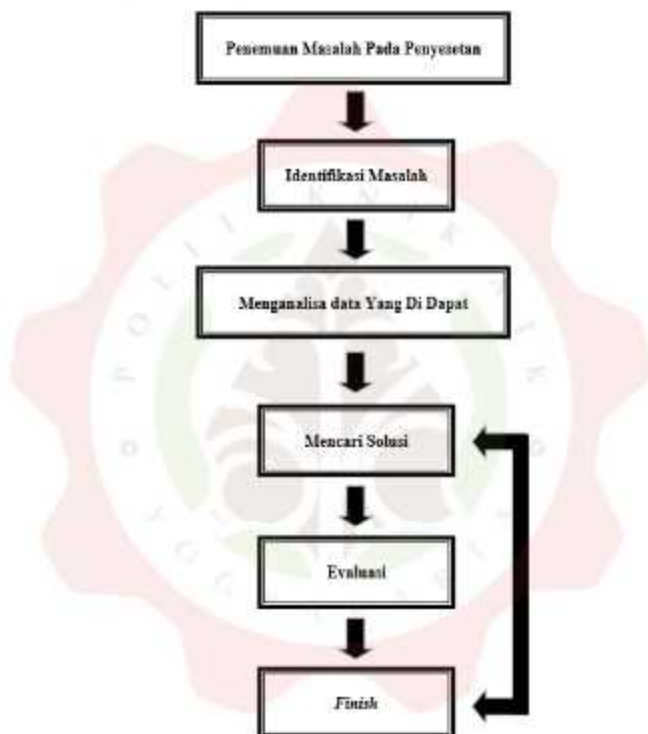 Penemuan Masalah Pada Penyesetan
Identifikasi Masalah
Menganalisa data Yang Di Dapat
Mencari Solusi
Evaluasi
Finish